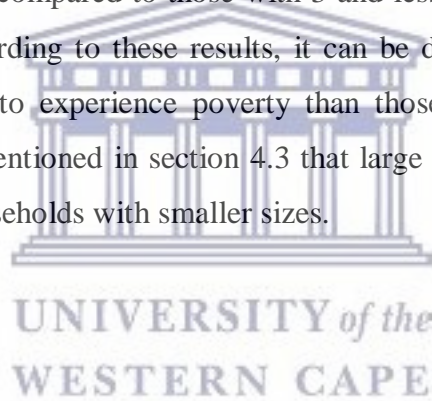 compared to those with 5 and less
rding to these results, it can be d
to experience poverty than those
entioned in section 4.3 that large
seholds with smaller sizes.
UNIVERSITY of the
WESTERN CAPE